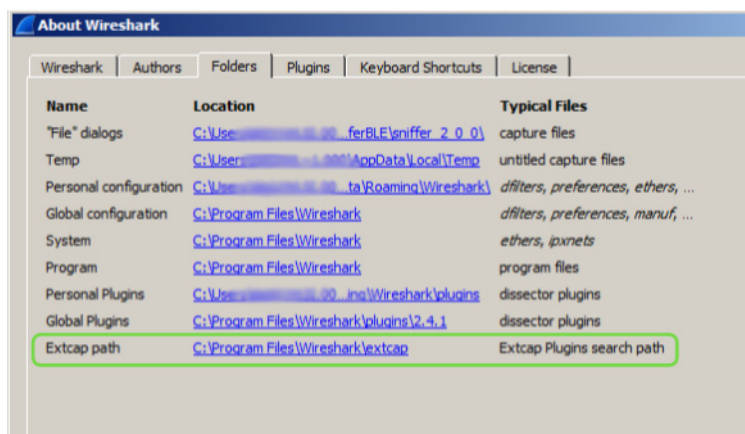 About Wireshark
Wireshark Authors Folders Plugins Keyboard Shortcuts License
Name Location Typical Files
"File" dialogs C:\Use ...ferBLE\sniffer_2_0_0\ capture files
Temp C:\Users \AppData\Local\Temp untitled capture files
Personal configuration C:\Us ...ta\Roaming\Wireshark\ dfilters, preferences, ethers, ...
Global configuration C:\Program Files\Wireshark dfilters, preferences, manuf, ...
System C:\Program Files\Wireshark ethers, ipxnets
Program C:\Program Files\Wireshark program files
Personal Plugins C:\Use ...ing\Wireshark\plugins dissector plugins
Global Plugins C:\Program Files\Wireshark\plugins\2.4.1 dissector plugins
Extcap path C:\Program Files\Wireshark\extcap Extcap Plugins search path